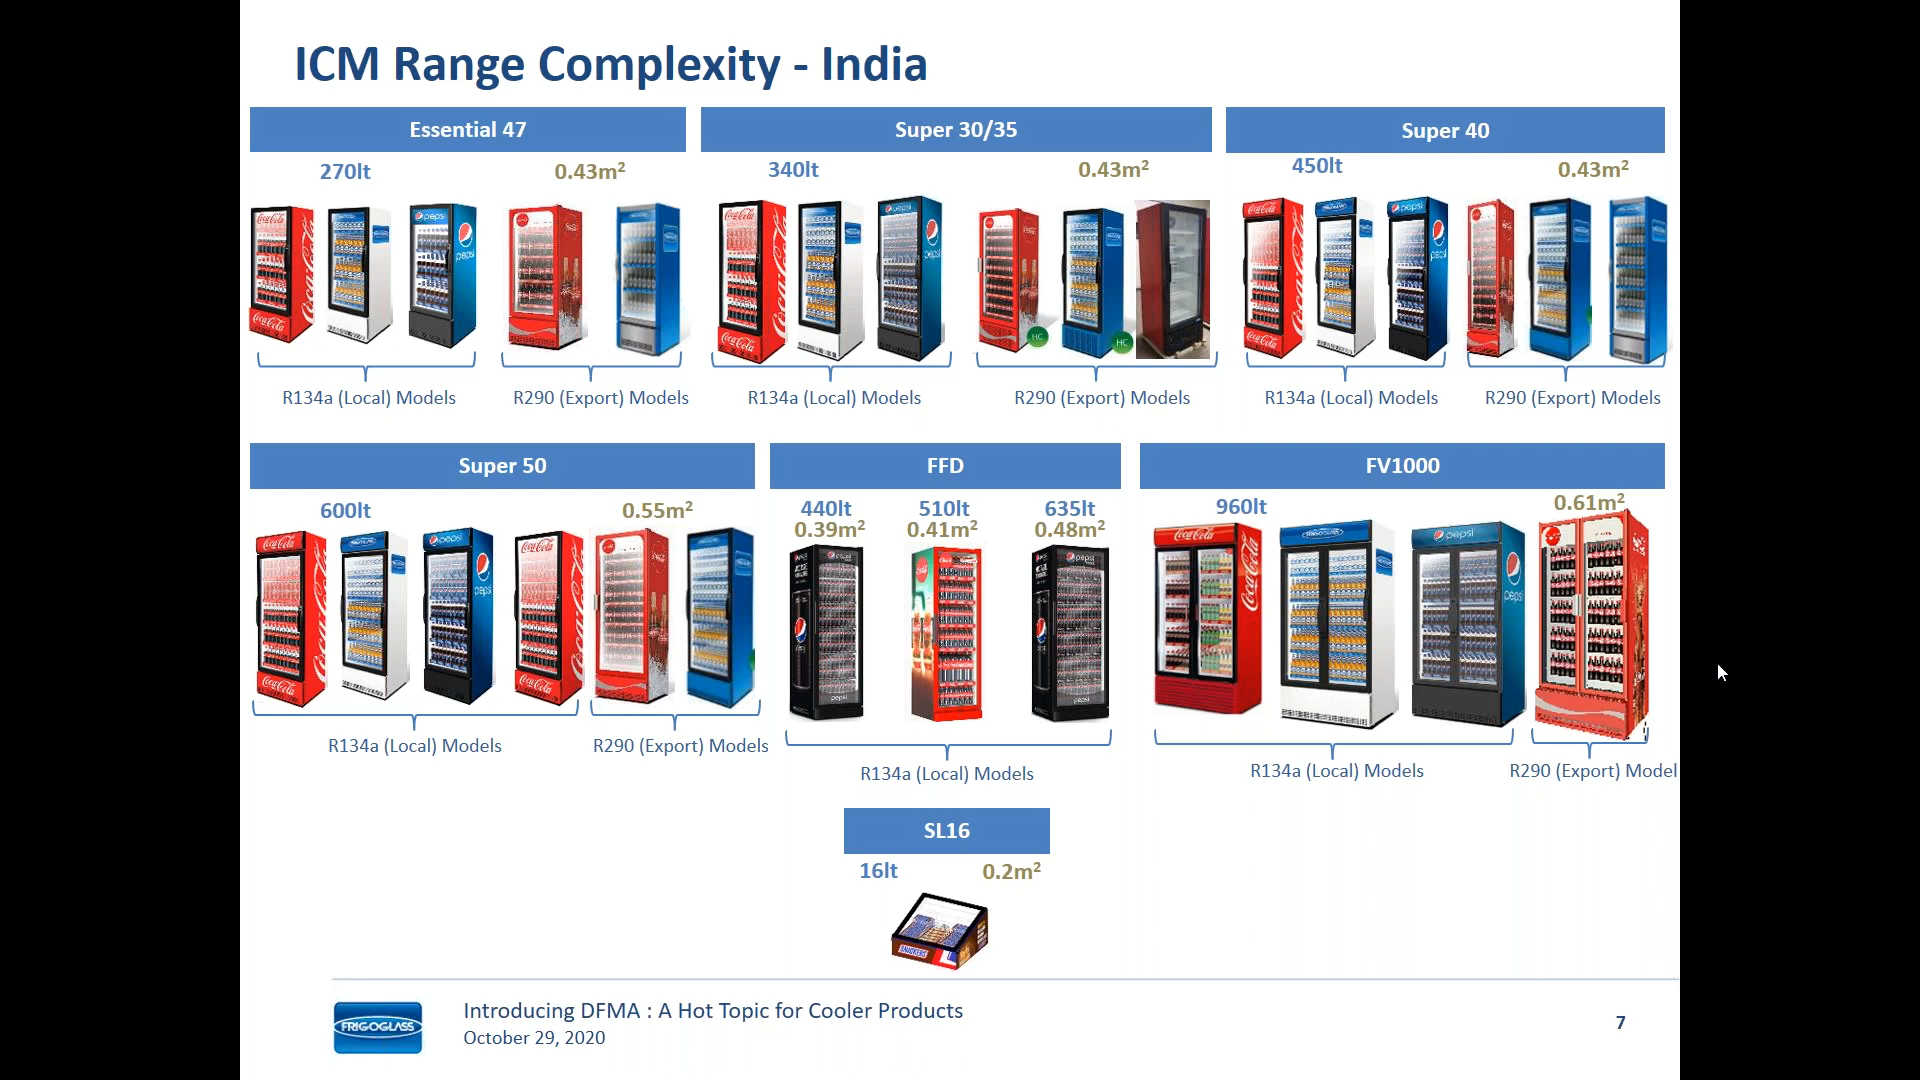 ICM Range Complexity - India
Essential 47
270lt
0.43m²
R134a (Local) Models
R290 (Export) Models
Super 30/35
340lt
0.43m²
HC
HC
R134a (Local) Models
R290 (Export) Models
Super 40
450lt
0.43m²
R134a (Local) Models
R290 (Export) Models
Super 50
600lt
0.55m²
R134a (Local) Models
R290 (Export) Models
FFD
440lt
0.39m²
510lt
0.41m²
635lt
0.48m²
R134a (Local) Models
FV1000
960lt
0.61m²
R134a (Local) Models
R290 (Export) Model
SL16
16lt
0.2m²
SNICKERS
FRIGOGLASS
Introducing DFMA : A Hot Topic for Cooler Products
October 29, 2020
7